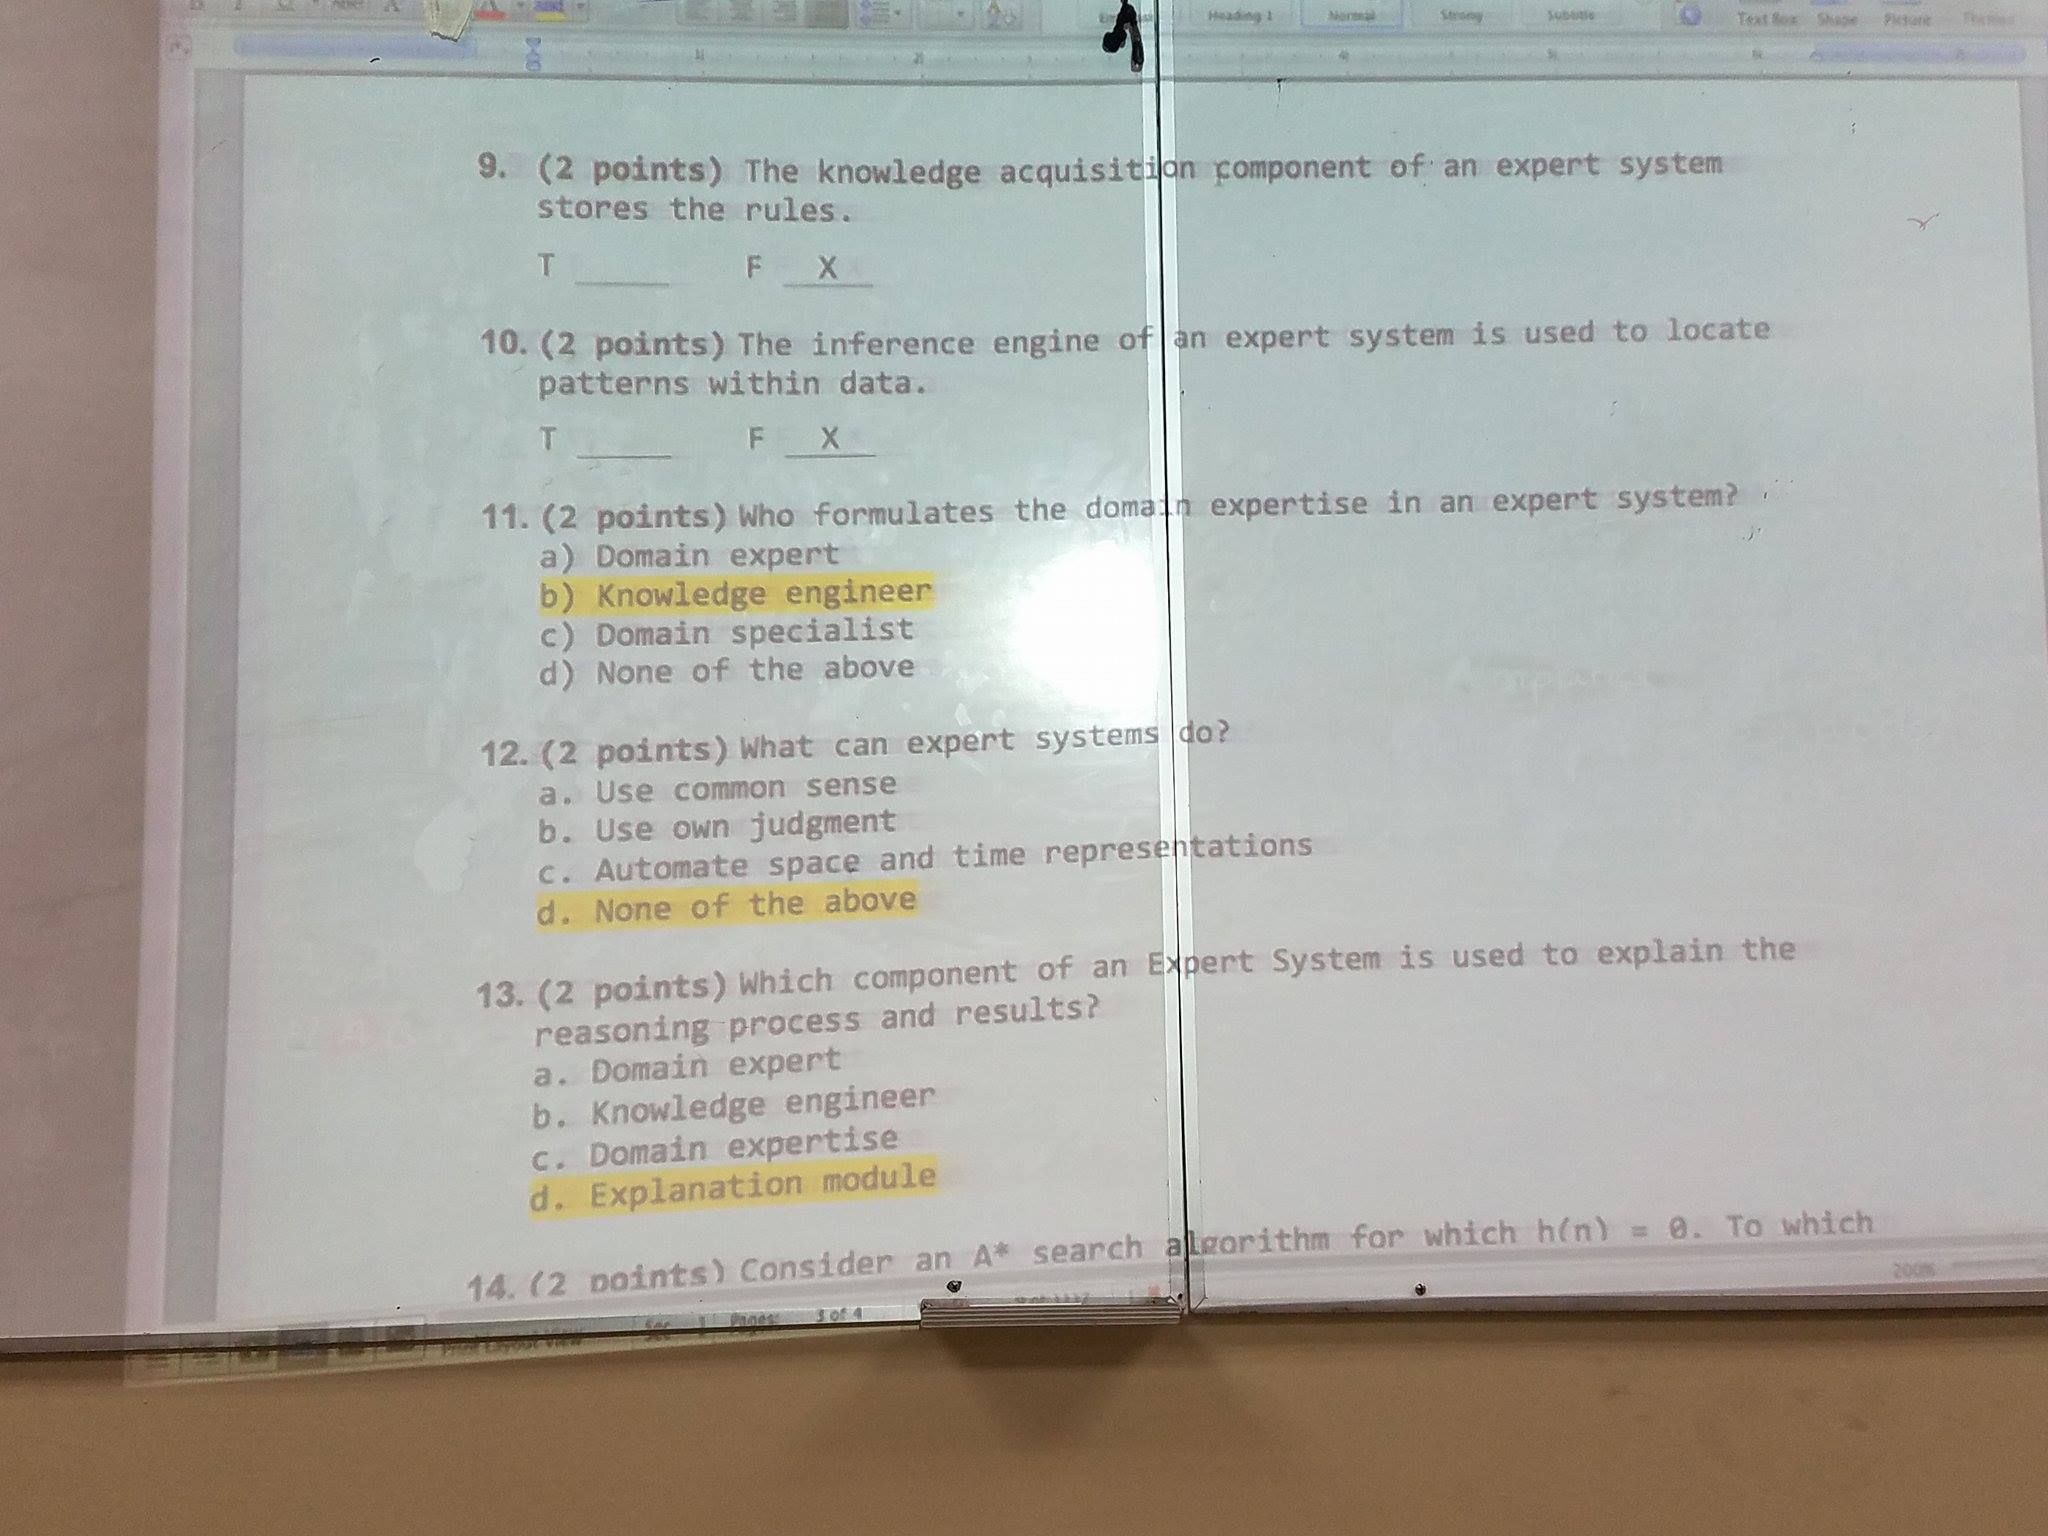 Heading 1 Normal Strong Subtitle Text Box Shape Picture Themes
9. (2 points) The knowledge acquisition component of an expert system
stores the rules.
T ____ F X
10. (2 points) The inference engine of an expert system is used to locate
patterns within data.
T ____ F X
11. (2 points) Who formulates the domain expertise in an expert system?
a) Domain expert
b) Knowledge engineer
c) Domain specialist
d) None of the above
12. (2 points) What can expert systems do?
a. Use common sense
b. Use own judgment
c. Automate space and time representations
d. None of the above
13. (2 points) Which component of an Expert System is used to explain the
reasoning process and results?
a. Domain expert
b. Knowledge engineer
c. Domain expertise
d. Explanation module
14. (2 points) Consider an A* search algorithm for which h(n) = 0. To which
200%
Sec 1 Pages: 3 of 4
Print Layout View